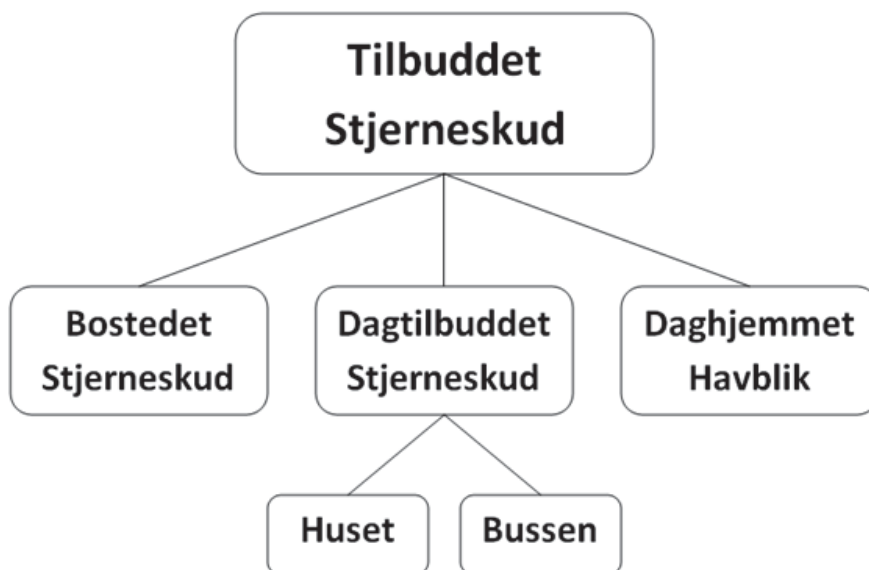 Tilbuddet
Stjerneskud
Bostedet
Stjerneskud
Dagtilbuddet
Stjerneskud
Daghjemmet
Havblik
Huset
Bussen